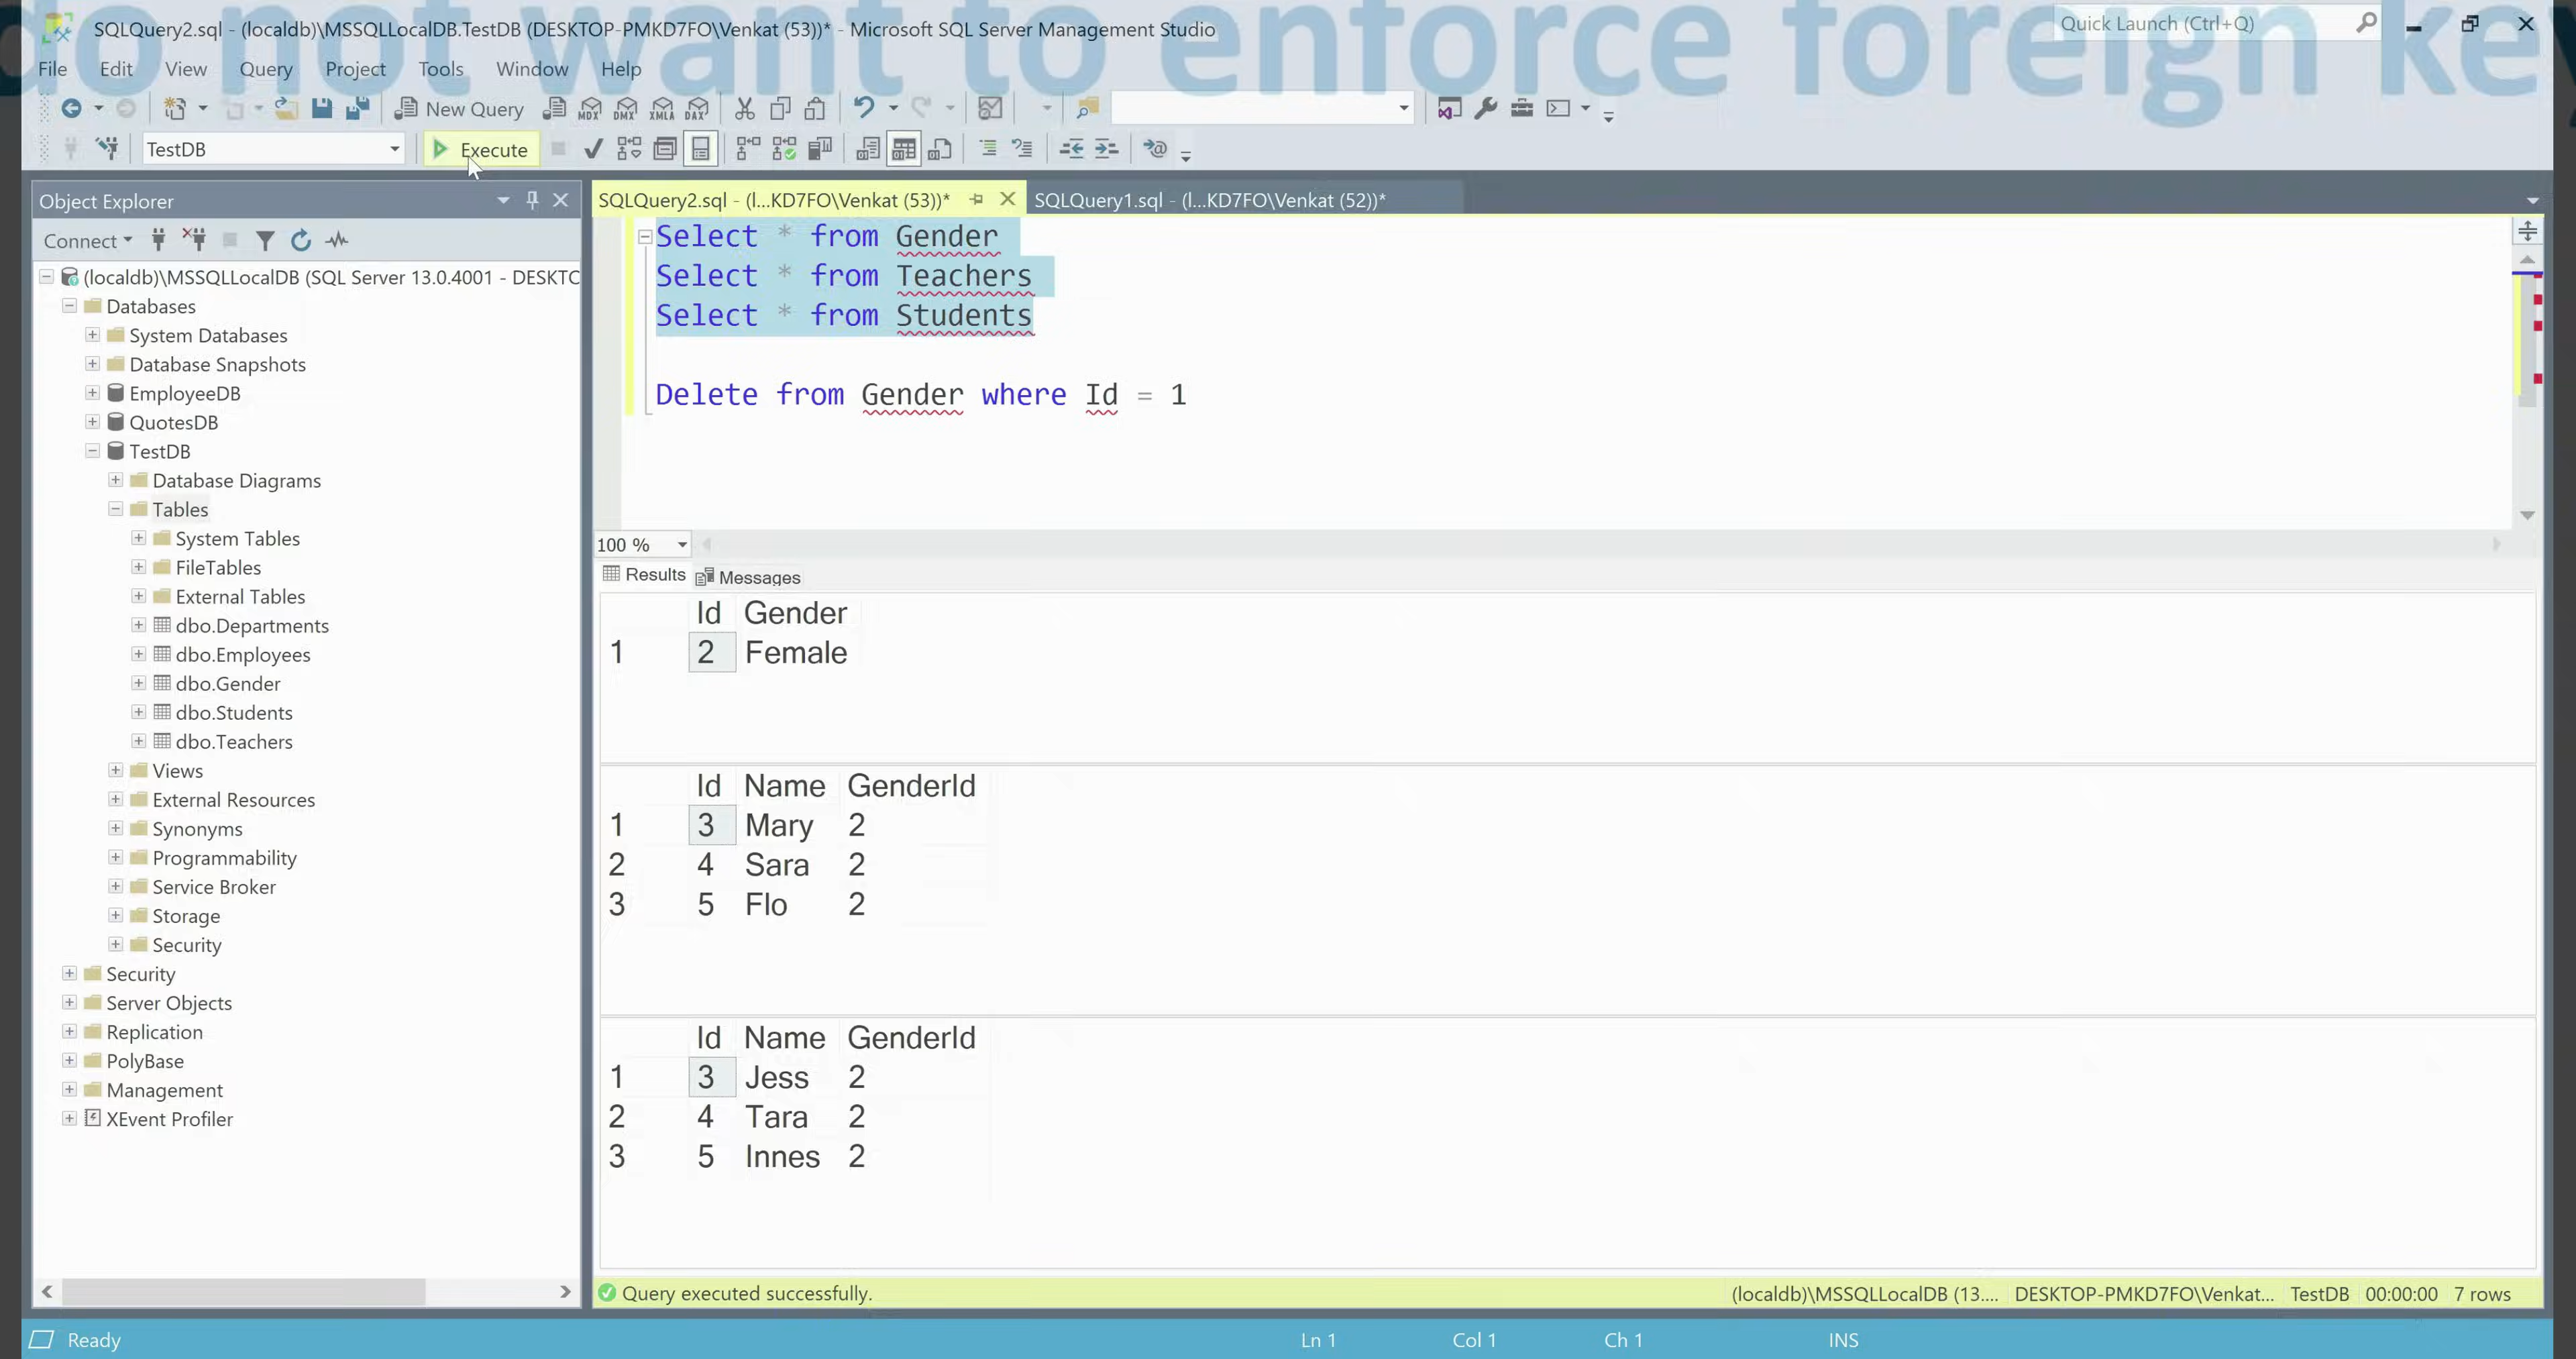 do not want to enforce foreign key
SQLQuery2.sql - (localdb)\MSSQLLocalDB.TestDB (DESKTOP-PMKD7FO\Venkat (53))* - Microsoft SQL Server Management Studio
Quick Launch (Ctrl+Q)
File Edit View Query Project Tools Window Help
New Query MDX DMX XMLA DAX
TestDB Execute
Object Explorer
Connect
(localdb)\MSSQLLocalDB (SQL Server 13.0.4001 - DESKTC
Databases
System Databases
Database Snapshots
EmployeeDB
QuotesDB
TestDB
Database Diagrams
Tables
System Tables
FileTables
External Tables
dbo.Departments
dbo.Employees
dbo.Gender
dbo.Students
dbo.Teachers
Views
External Resources
Synonyms
Programmability
Service Broker
Storage
Security
Security
Server Objects
Replication
PolyBase
Management
XEvent Profiler
SQLQuery2.sql - (l...KD7FO\Venkat (53))* SQLQuery1.sql - (l...KD7FO\Venkat (52))*
Select * from Gender
Select * from Teachers
Select * from Students
Delete from Gender where Id = 1
100 %
Results Messages
Id Gender
1 2 Female
Id Name GenderId
1 3 Mary 2
2 4 Sara 2
3 5 Flo 2
Id Name GenderId
1 3 Jess 2
2 4 Tara 2
3 5 Innes 2
Query executed successfully. (localdb)\MSSQLLocalDB (13.... DESKTOP-PMKD7FO\Venkat... TestDB 00:00:00 7 rows
Ready Ln 1 Col 1 Ch 1 INS